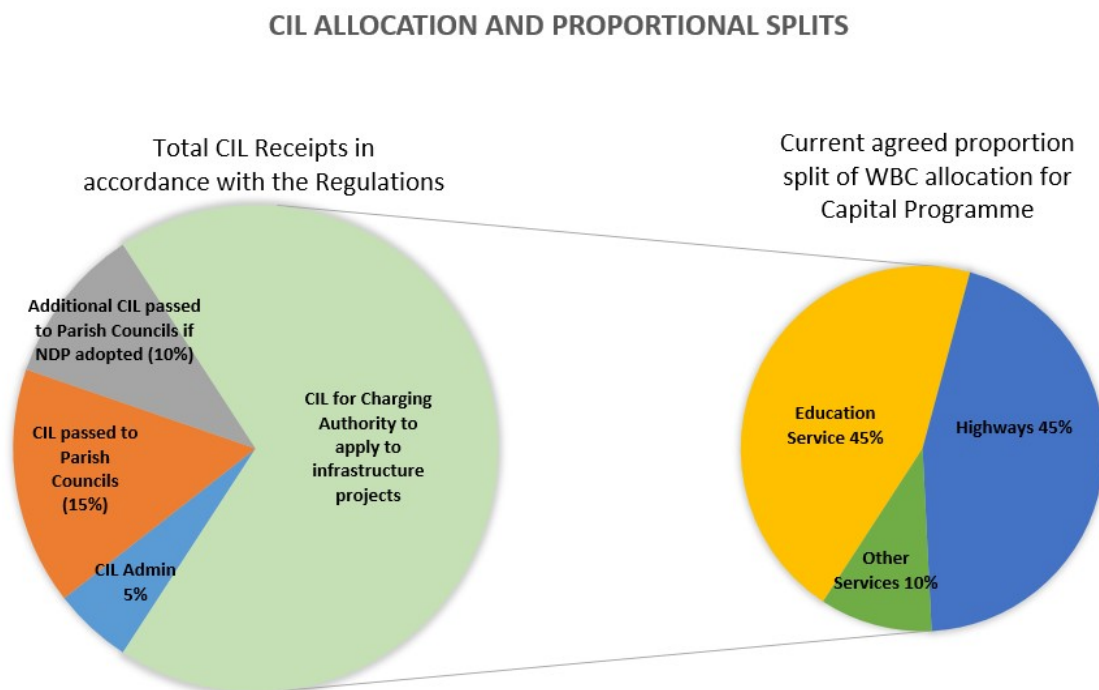 CIL ALLOCATION AND PROPORTIONAL SPLITS
Total CIL Receipts in
accordance with the Regulations
Additional CIL passed
to Parish Councils if
NDP adopted (10%)
CIL passed to
Parish
Councils
(15%)
CIL Admin
5%
CIL for Charging
Authority to
apply to
infrastructure
projects
Current agreed proportion
split of WBC allocation for
Capital Programme
Education
Service 45%
Highways 45%
Other
Services 10%